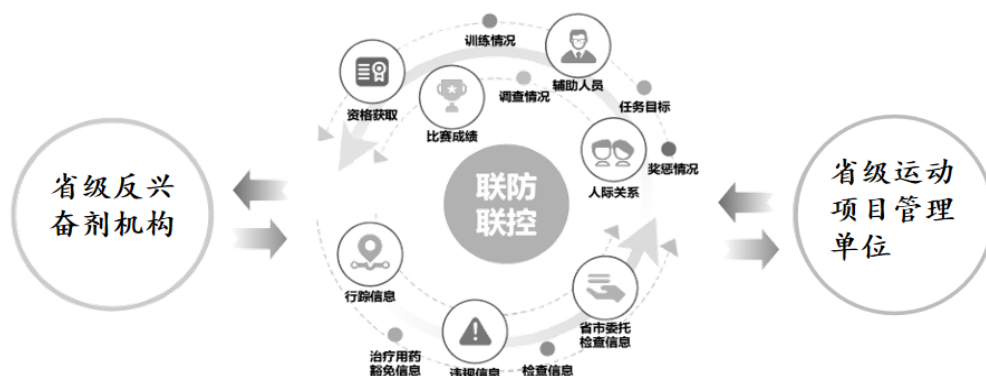 训练情况
辅助人员
资格获取
调查情况
任务目标
比赛成绩
省级反兴
奋剂机构
联防
联控
人际关系
奖惩情况
省级运动
项目管理
单位
行踪信息
省市委托
检查信息
治疗用药
豁免信息
违规信息
检查信息